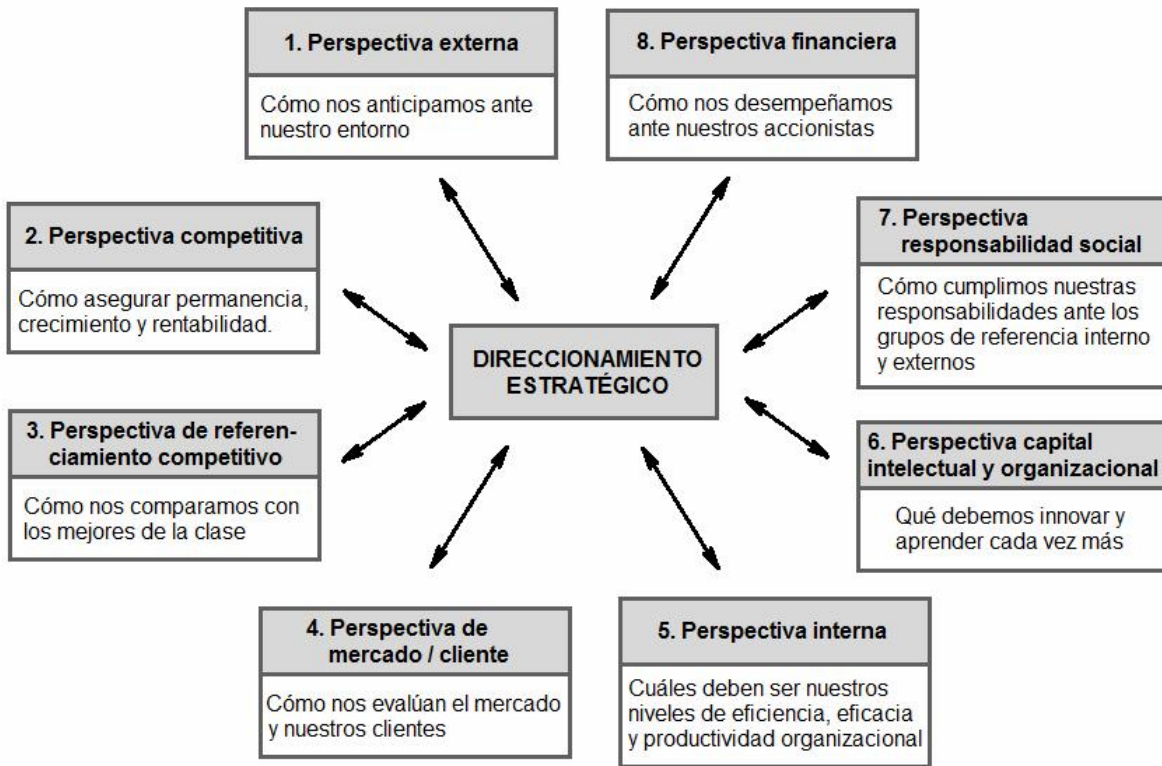 1. Perspectiva externa
Cómo nos anticipamos ante
nuestro entorno
8. Perspectiva financiera
Cómo nos desempeñamos
ante nuestros accionistas
2. Perspectiva competitiva
Cómo asegurar permanencia,
crecimiento y rentabilidad.
7. Perspectiva
responsabilidad social
Cómo cumplimos nuestras
responsabilidades ante los
grupos de referencia interno
y externos
DIRECCIONAMIENTO
ESTRATÉGICO
3. Perspectiva de referen-
ciamiento competitivo
Cómo nos comparamos con
los mejores de la clase
6. Perspectiva capital
intelectual y organizacional
Qué debemos innovar y
aprender cada vez más
4. Perspectiva de
mercado / cliente
Cómo nos evalúan el mercado
y nuestros clientes
5. Perspectiva interna
Cuáles deben ser nuestros
niveles de eficiencia, eficacia
y productividad organizacional